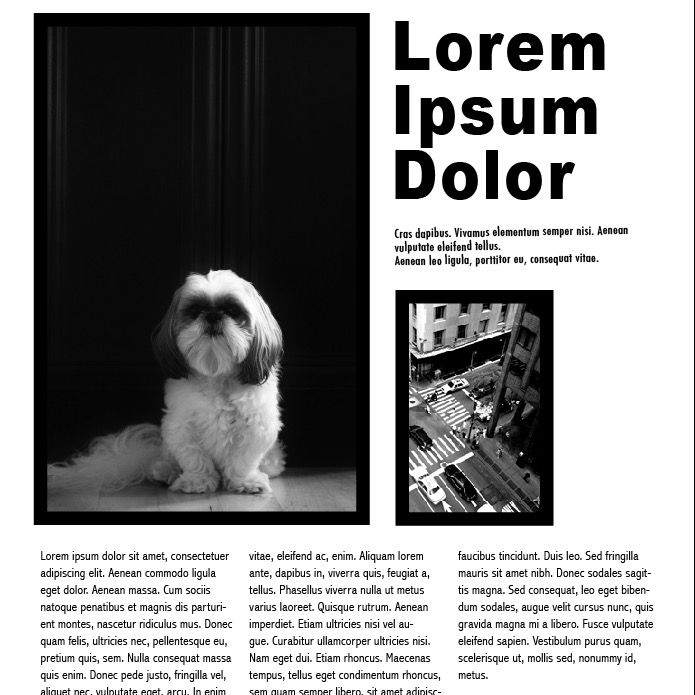 Lorem
Ipsum
Dolor
Cras dapibus. Vivamus elementum semper nisi. Aenean
vulputate eleifend tellus.
Aenean leo ligula, porttitor eu, consequat vitae.
Lorem ipsum dolor sit amet, consectetuer
adipiscing elit. Aenean commodo ligula
eget dolor. Aenean massa. Cum sociis
natoque penatibus et magnis dis parturi-
ent montes, nascetur ridiculus mus. Donec
quam felis, ultricies nec, pellentesque eu,
pretium quis, sem. Nulla consequat massa
quis enim. Donec pede justo, fringilla vel,
aliquet nec, vulputate eget, arcu. In enim
vitae, eleifend ac, enim. Aliquam lorem
ante, dapibus in, viverra quis, feugiat a,
tellus. Phasellus viverra nulla ut metus
varius laoreet. Quisque rutrum. Aenean
imperdiet. Etiam ultricies nisi vel au-
gue. Curabitur ullamcorper ultricies nisi.
Nam eget dui. Etiam rhoncus. Maecenas
tempus, tellus eget condimentum rhoncus,
sem quam semper libero, sit amet adipisc-
faucibus tincidunt. Duis leo. Sed fringilla
mauris sit amet nibh. Donec sodales sagit-
tis magna. Sed consequat, leo eget biben-
dum sodales, augue velit cursus nunc, quis
gravida magna mi a libero. Fusce vulputate
eleifend sapien. Vestibulum purus quam,
scelerisque ut, mollis sed, nonummy id,
metus.